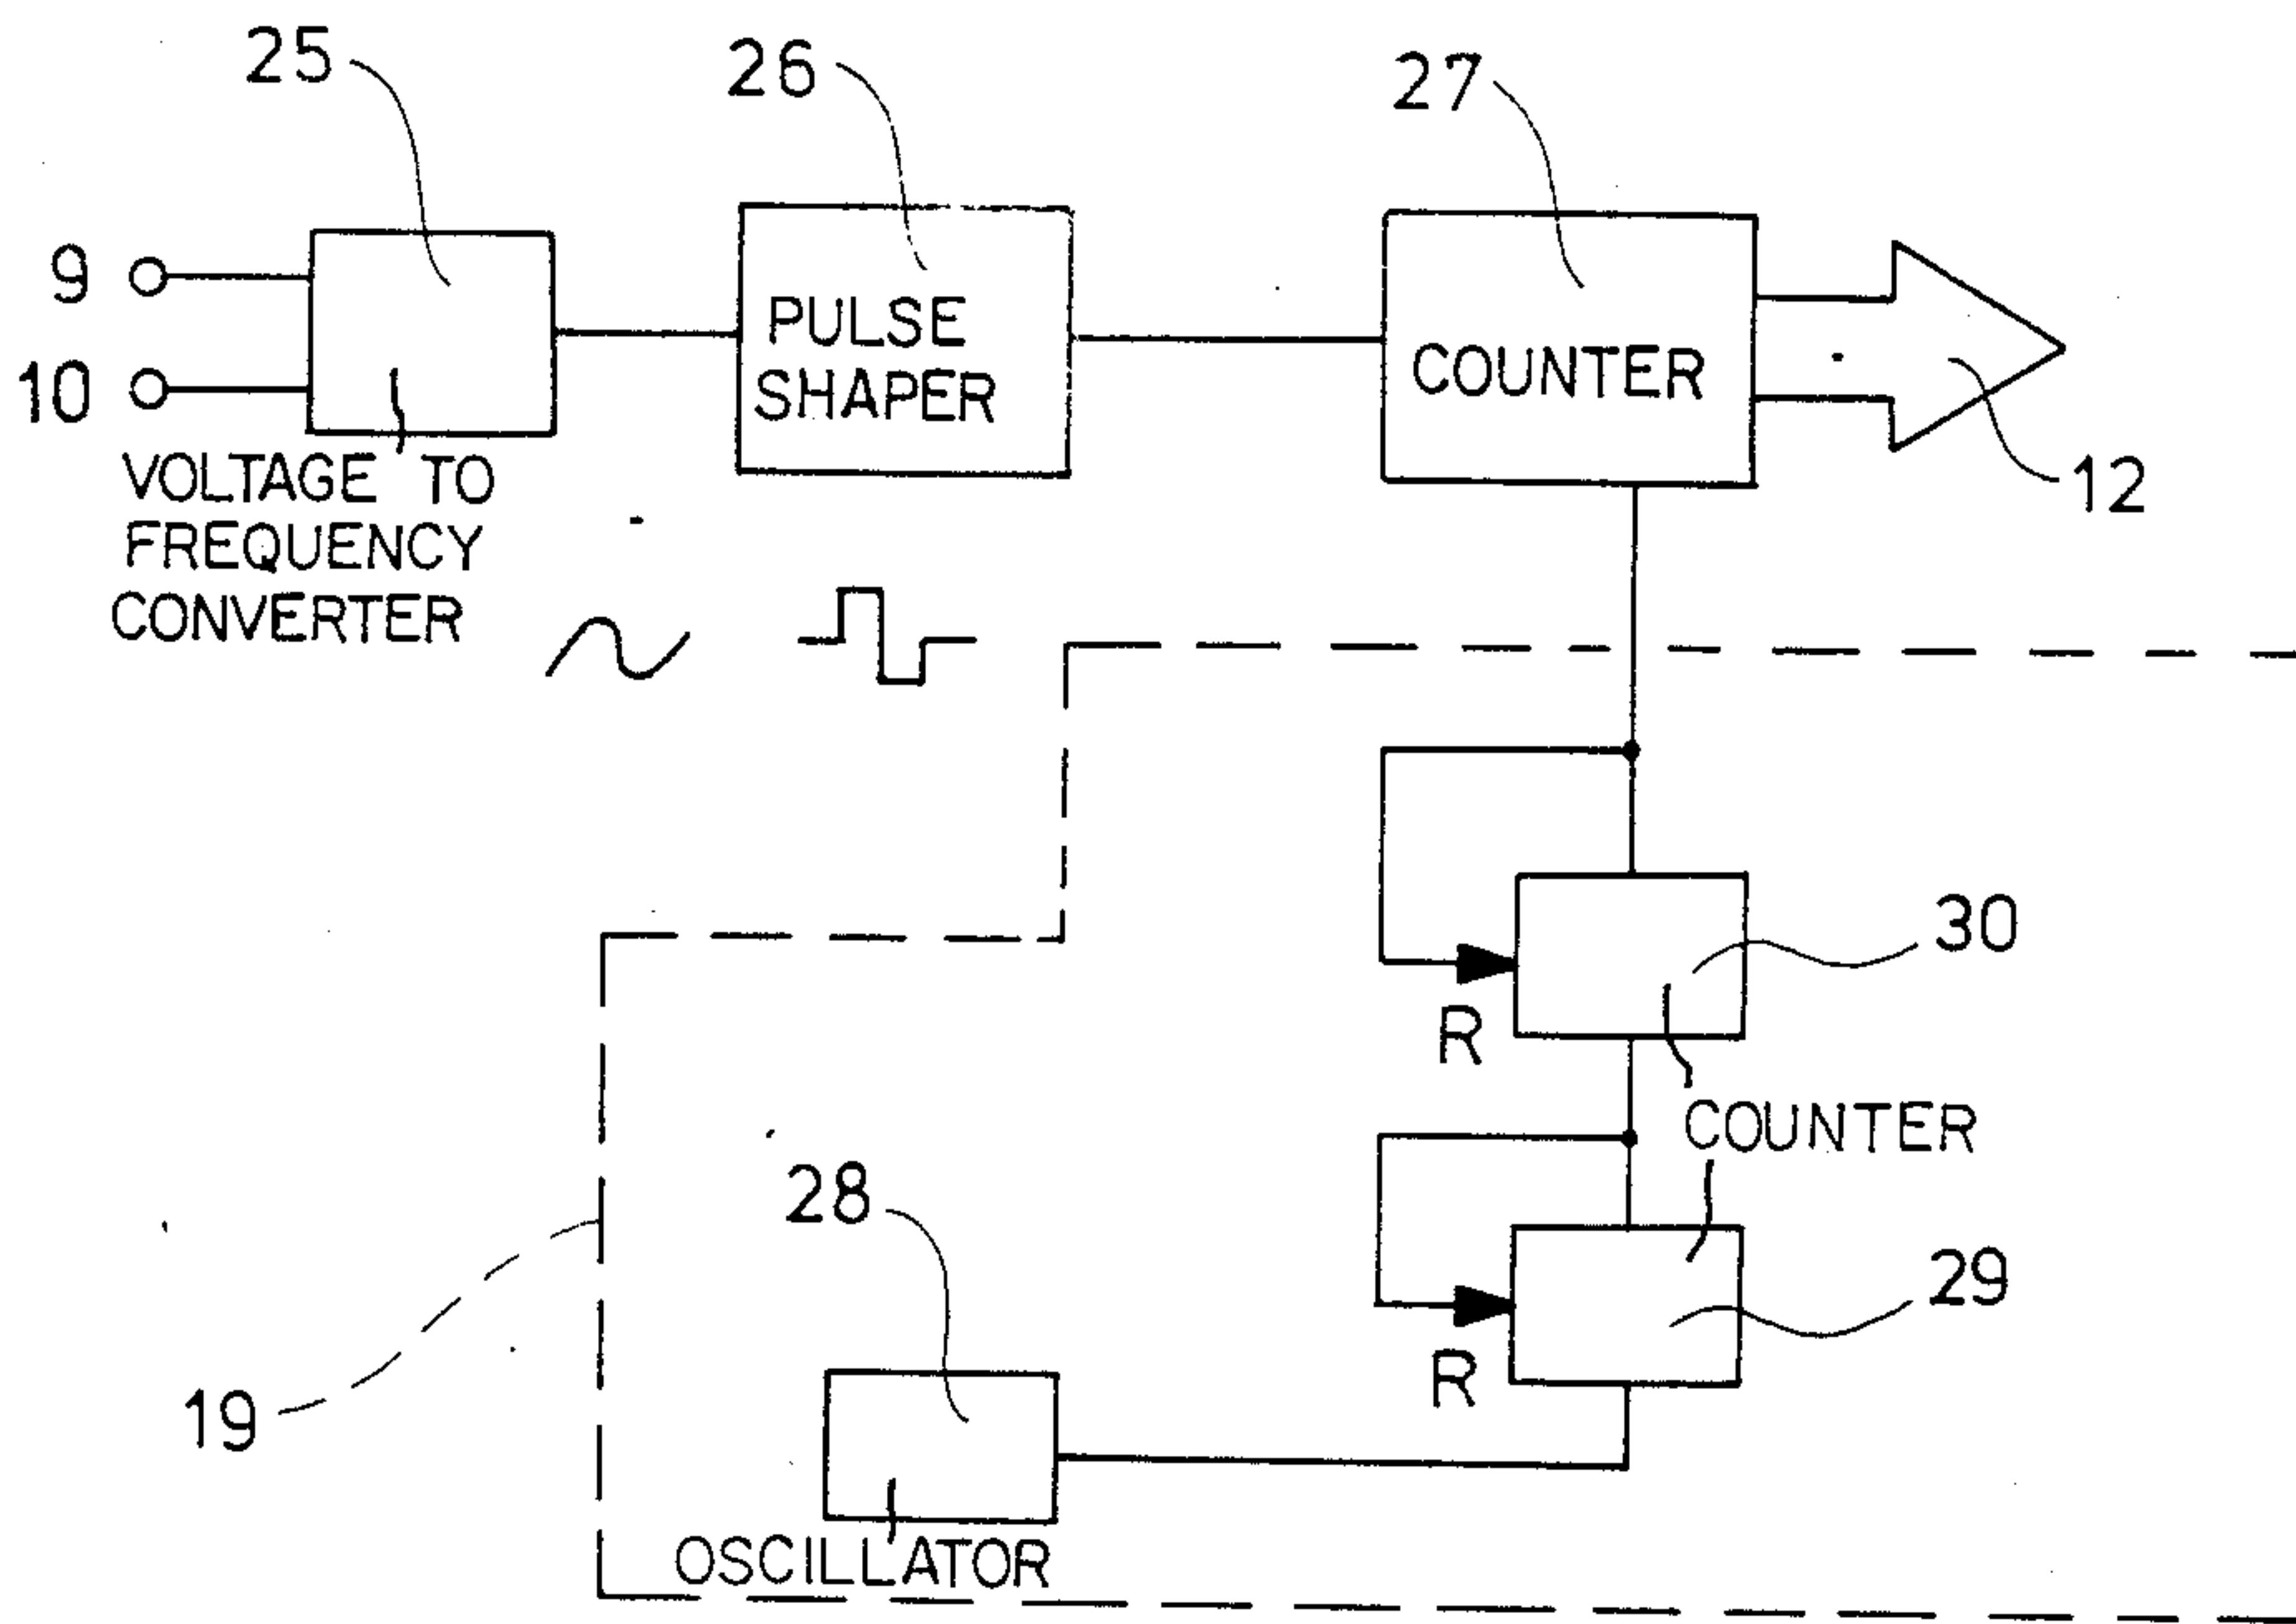 25
26
27
9
10
PULSE
SHAPER
COUNTER
12
VOLTAGE TO
FREQUENCY
CONVERTER
30
R
COUNTER
28
29
R
19
OSCILLATOR